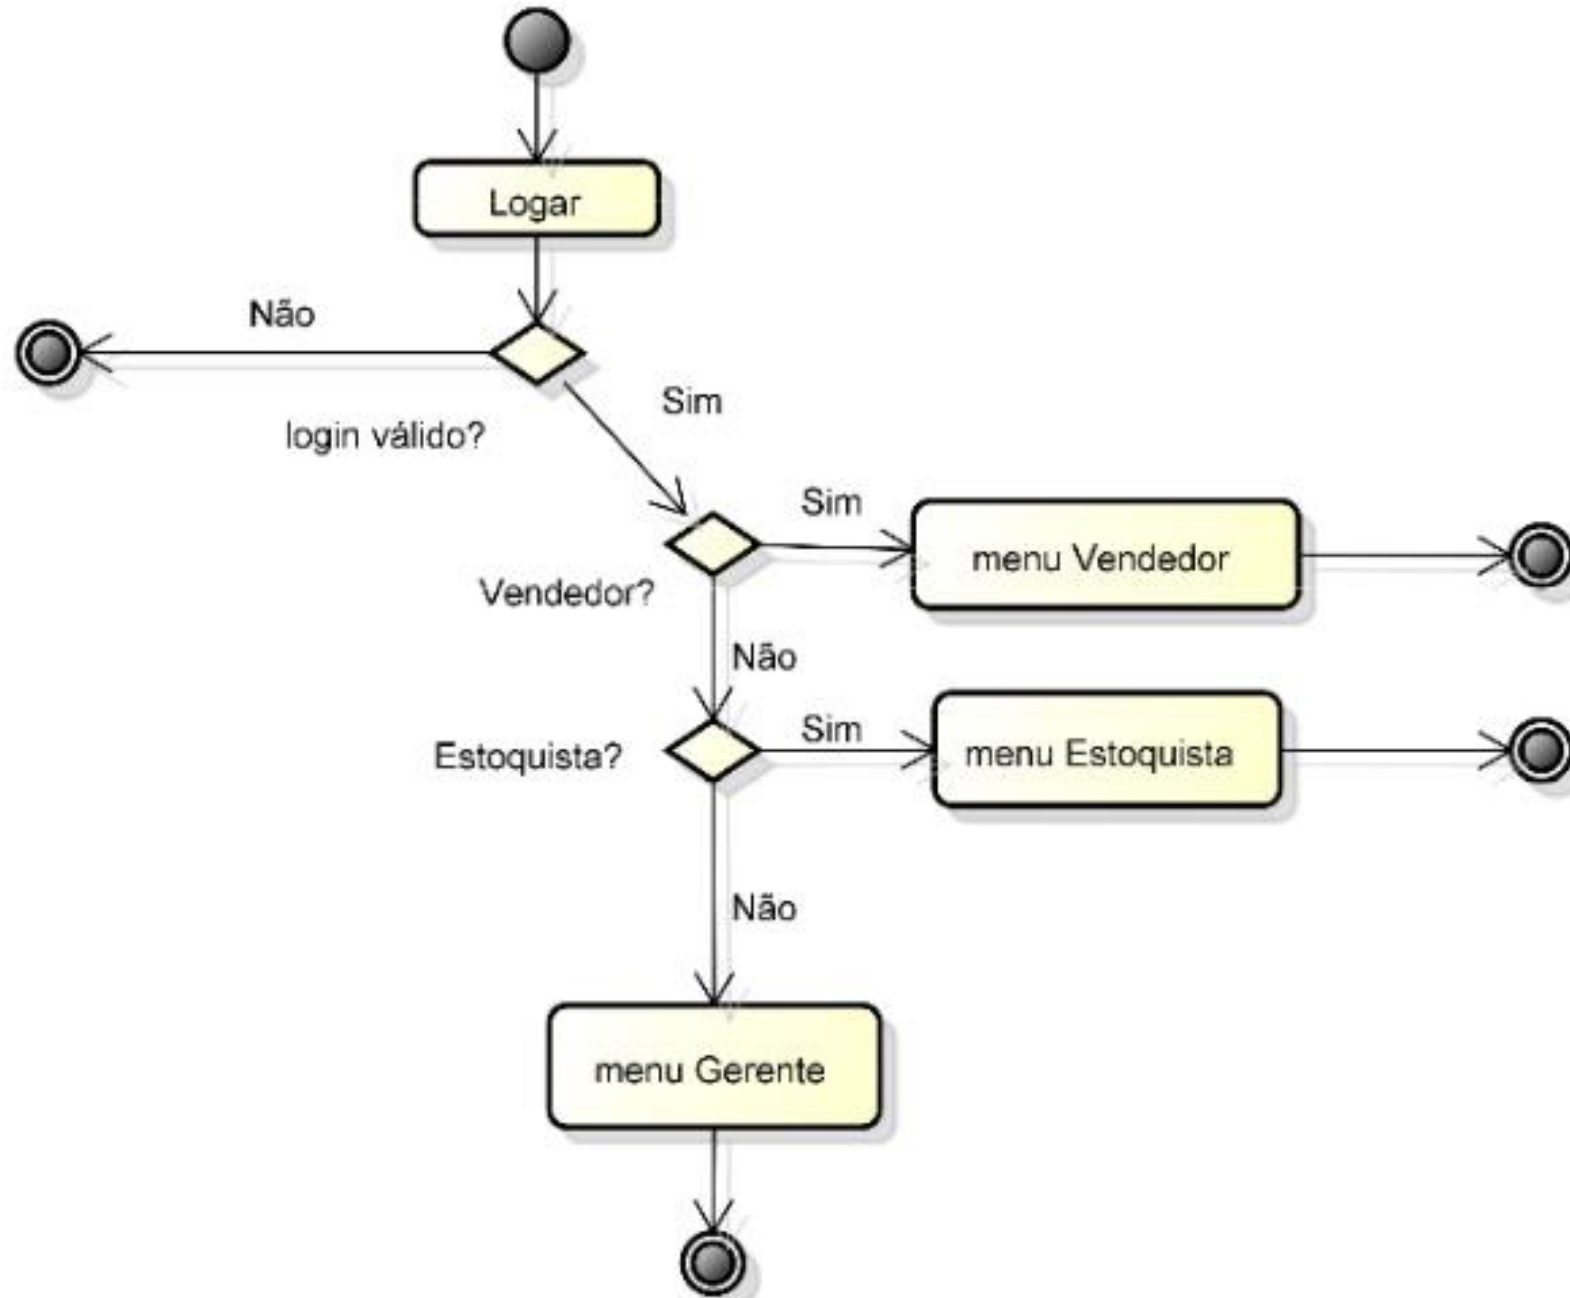 Logar
Não
Sim
login válido?
Sim
menu Vendedor
Vendedor?
Não
Sim
Estoquista?
menu Estoquista
Não
menu Gerente